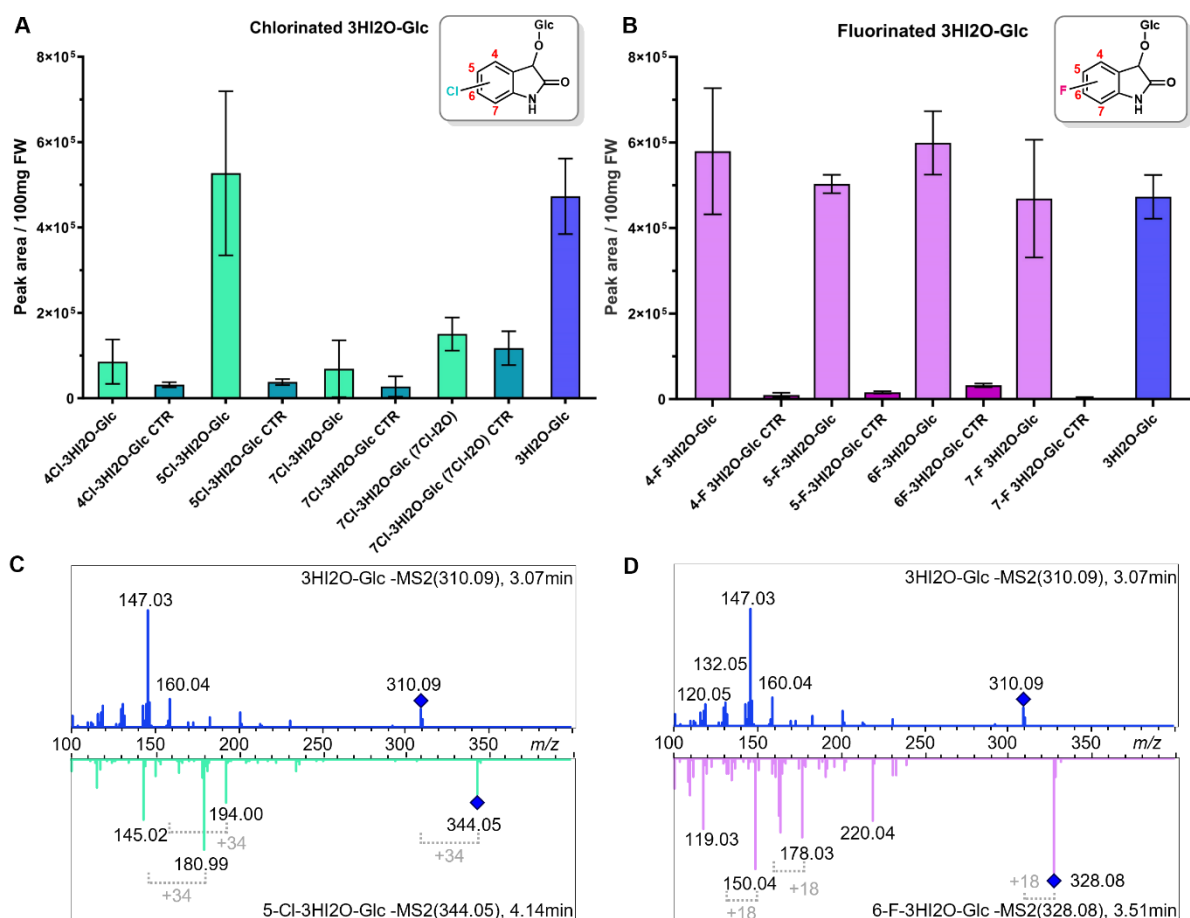 A
Chlorinated 3HI2O-Glc
Glc
O
4
5
Cl
6
7
N
H
O
Peak area / 100mg FW
8×10⁵
6×10⁵
4×10⁵
2×10⁵
0
4Cl-3HI2O-Glc
4Cl-3HI2O-Glc CTR
5Cl-3HI2O-Glc
5Cl-3HI2O-Glc CTR
7Cl-3HI2O-Glc
7Cl-3HI2O-Glc CTR
7Cl-3HI2O-Glc (7Cl-I2O)
7Cl-3HI2O-Glc (7Cl-I2O) CTR
3HI2O-Glc
B
Fluorinated 3HI2O-Glc
Glc
O
4
5
F
6
7
N
H
O
Peak area / 100mg FW
8×10⁵
6×10⁵
4×10⁵
2×10⁵
0
4-F 3HI2O-Glc
4-F 3HI2O-Glc CTR
5-F-3HI2O-Glc
5-F-3HI2O-Glc CTR
6F-3HI2O-Glc
6F-3HI2O-Glc CTR
7-F 3HI2O-Glc
7-F 3HI2O-Glc CTR
3HI2O-Glc
C
3HI2O-Glc -MS2(310.09), 3.07min
147.03
160.04
310.09
100 150 200 250 300 350 m/z
194.00
145.02
344.05
+34
+34
180.99
+34
5-Cl-3HI2O-Glc -MS2(344.05), 4.14min
D
3HI2O-Glc -MS2(310.09), 3.07min
147.03
132.05
120.05
160.04
310.09
100 150 200 250 300 350 m/z
119.03
220.04
178.03
150.04
+18
+18
+18
328.08
6-F-3HI2O-Glc -MS2(328.08), 3.51min